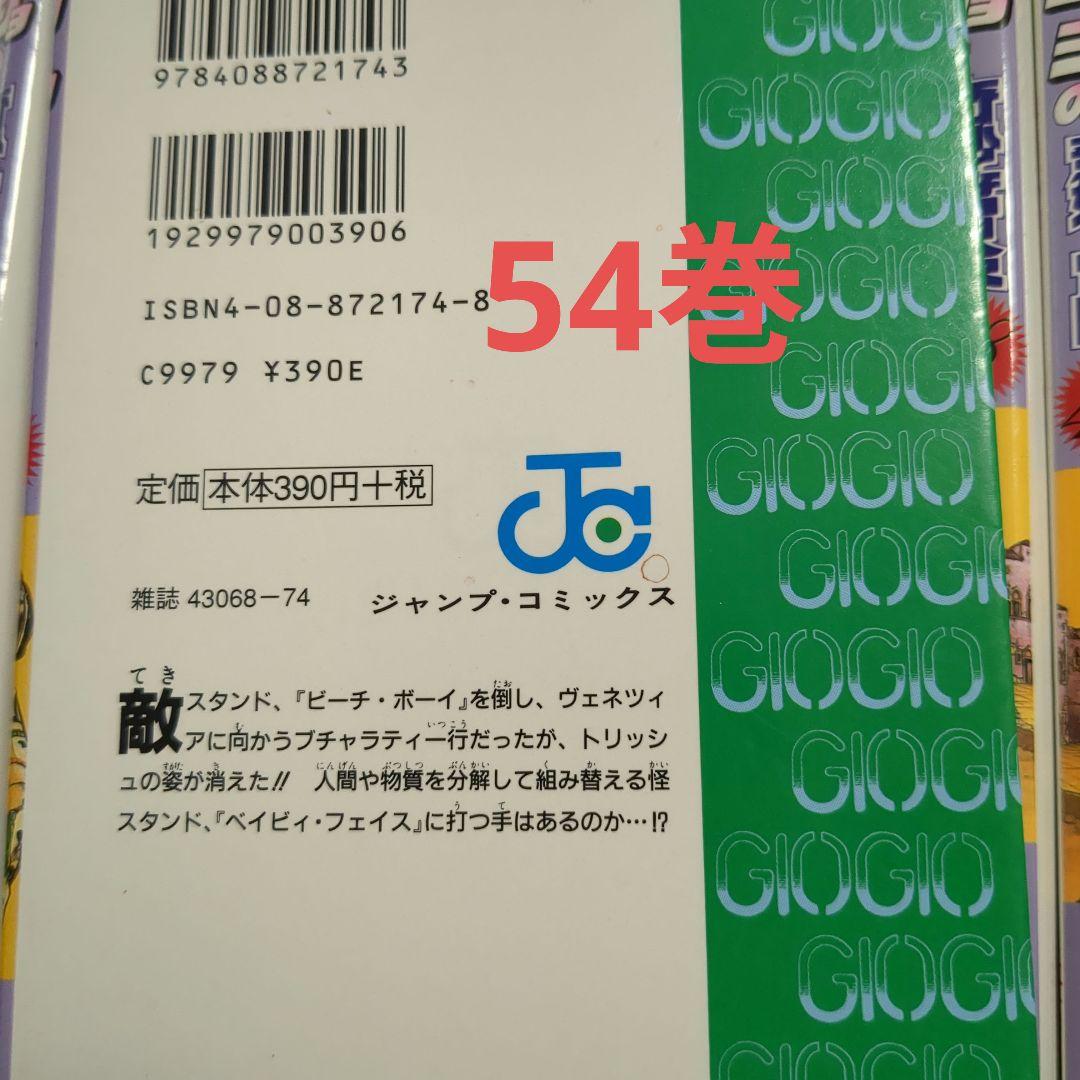 9784088721743
1929979003906
54巻
ISBN4-08-872174-8
C9979 ¥390E
定価 本体390円+税
JC
雑誌 43068-74
ジャンプ・コミックス
敵スタンド、『ビーチ・ボーイ』を倒し、ヴェネツィ
アに向かうブチャラティ一行だったが、トリッシ
ュの姿が消えた!! 人間や物質を分解して組み替える怪
スタンド、『ベイビィ・フェイス』に打つ手はあるのか…!?
GIOGIO
GIOGIO
GIOGIO
GIOGIO
GIOGIO
GIOGIO
GIOGIO
GIOGIO
GIOGIO
GIOGIO
GIOGIO
GIOGIO
GIOGIO